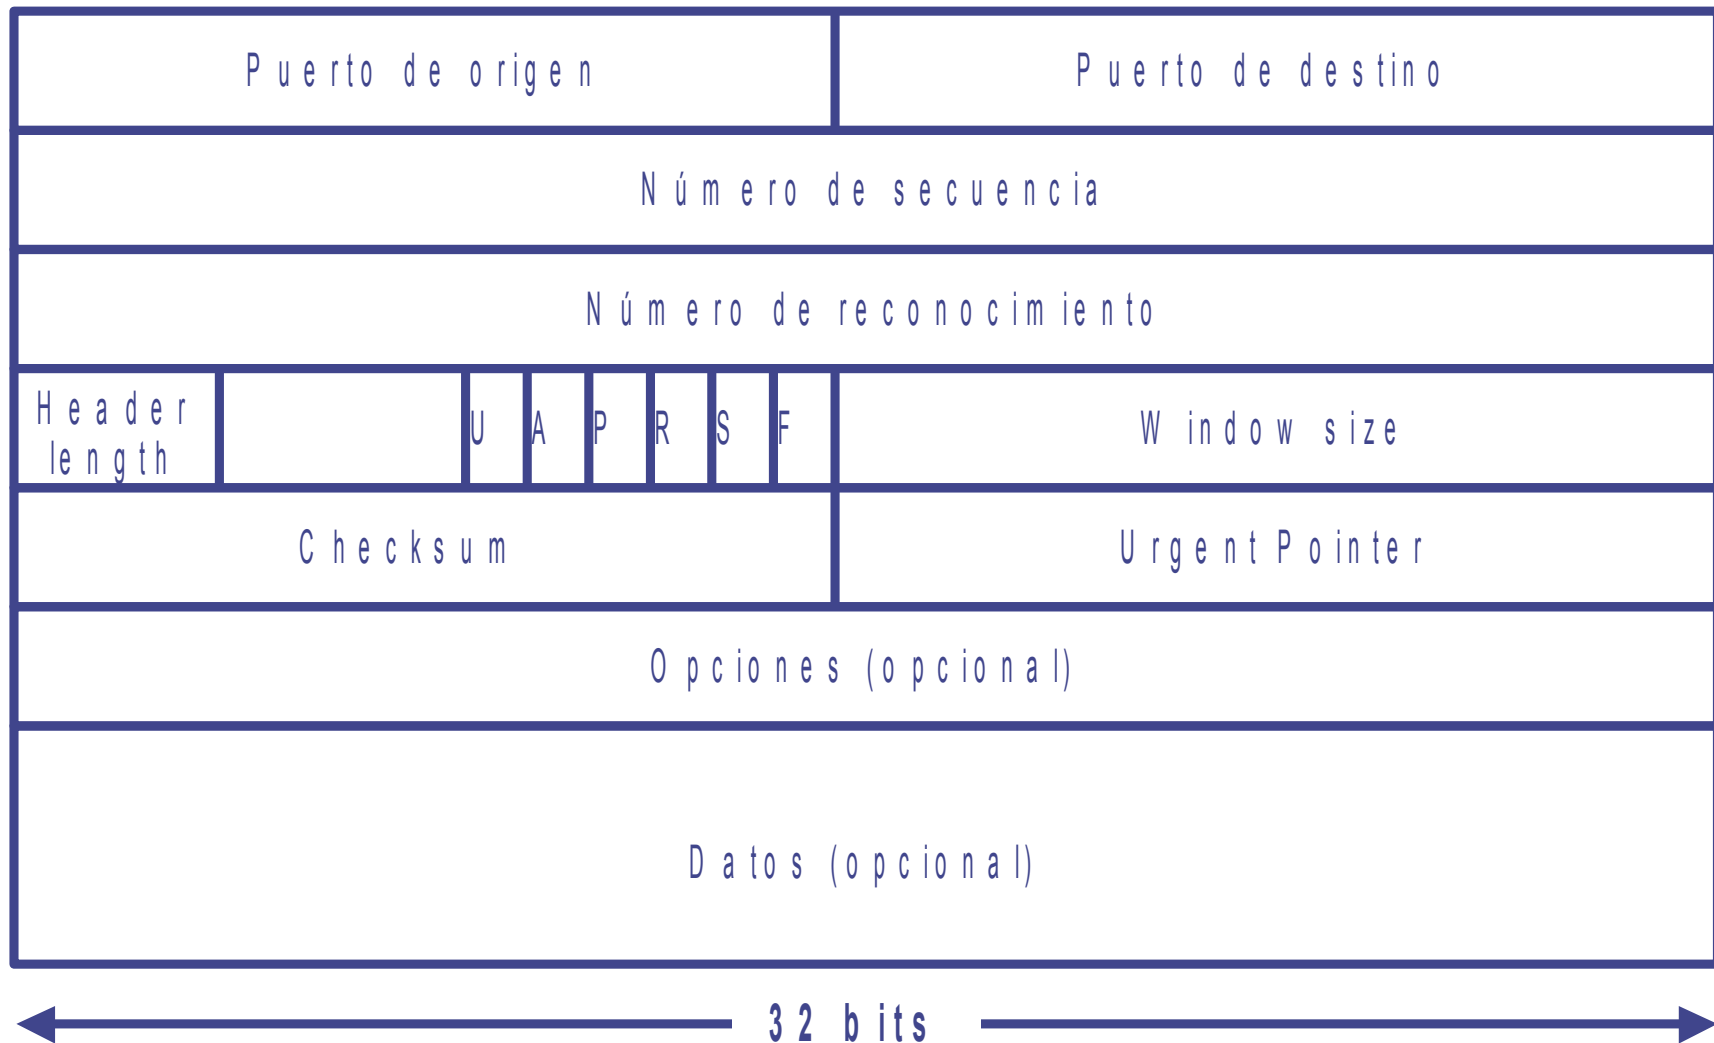 Puerto de origen
Puerto de destino
Número de secuencia
Número de reconocimiento
Header
length
U
A
P
R
S
F
Window size
Checksum
Urgent Pointer
Opciones (opcional)
Datos (opcional)
32 bits